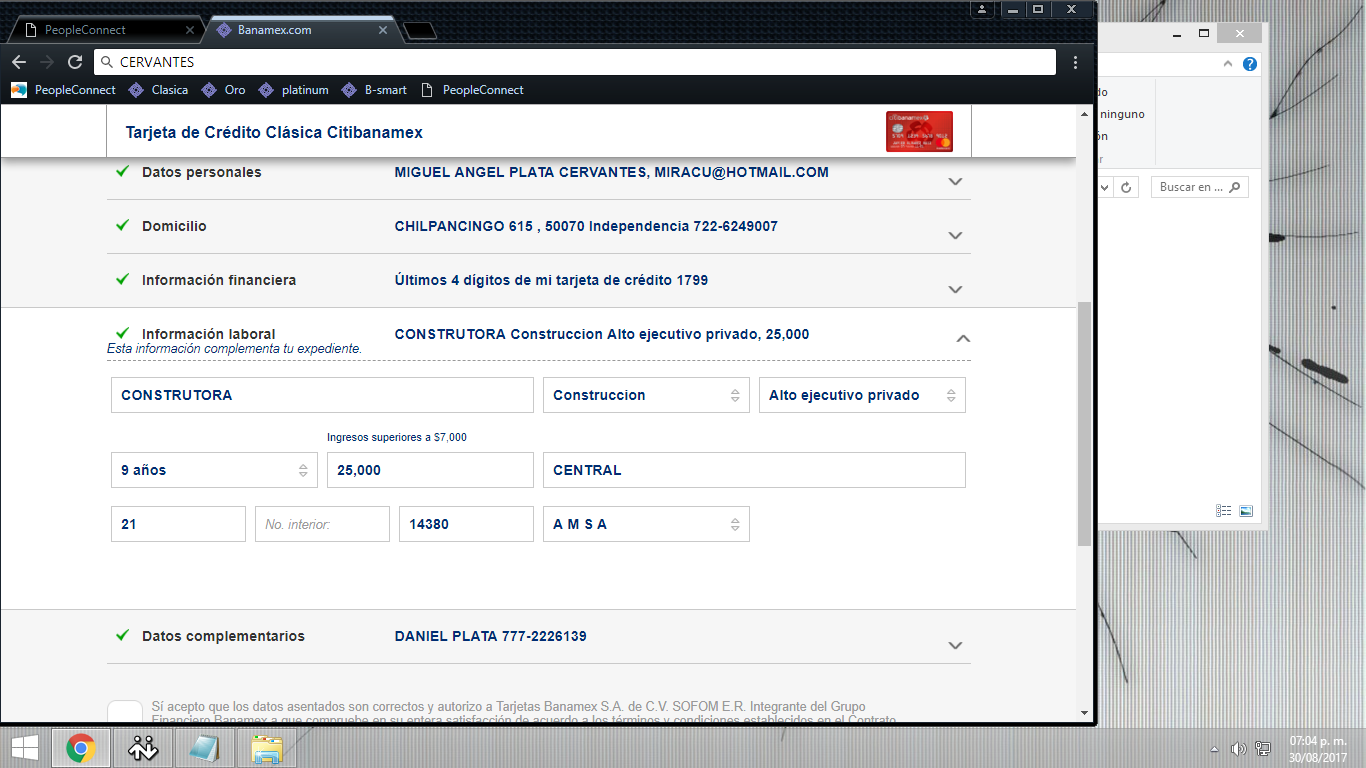 PeopleConnect
Banamex.com
CERVANTES
PeopleConnect Clasica Oro platinum B-smart PeopleConnect
Tarjeta de Crédito Clásica Citibanamex
Datos personales MIGUEL ANGEL PLATA CERVANTES, MIRACU@HOTMAIL.COM
Domicilio CHILPANCINGO 615 , 50070 Independencia 722-6249007
Información financiera Últimos 4 dígitos de mi tarjeta de crédito 1799
Información laboral CONSTRUTORA Construccion Alto ejecutivo privado, 25,000
Esta información complementa tu expediente.
CONSTRUTORA Construccion Alto ejecutivo privado
Ingresos superiores a $7,000
9 años 25,000 CENTRAL
21 No. interior: 14380 A M S A
Datos complementarios DANIEL PLATA 777-2226139
Sí acepto que los datos asentados son correctos y autorizo a Tarjetas Banamex S.A. de C.V. SOFOM E.R. Integrante del Grupo
Financiero Banamex a que compruebe en su entera satisfacción de acuerdo a los términos y condiciones establecidos en el Contrato
do
ninguno
ón
Buscar en ...
07:04 p. m.
30/08/2017